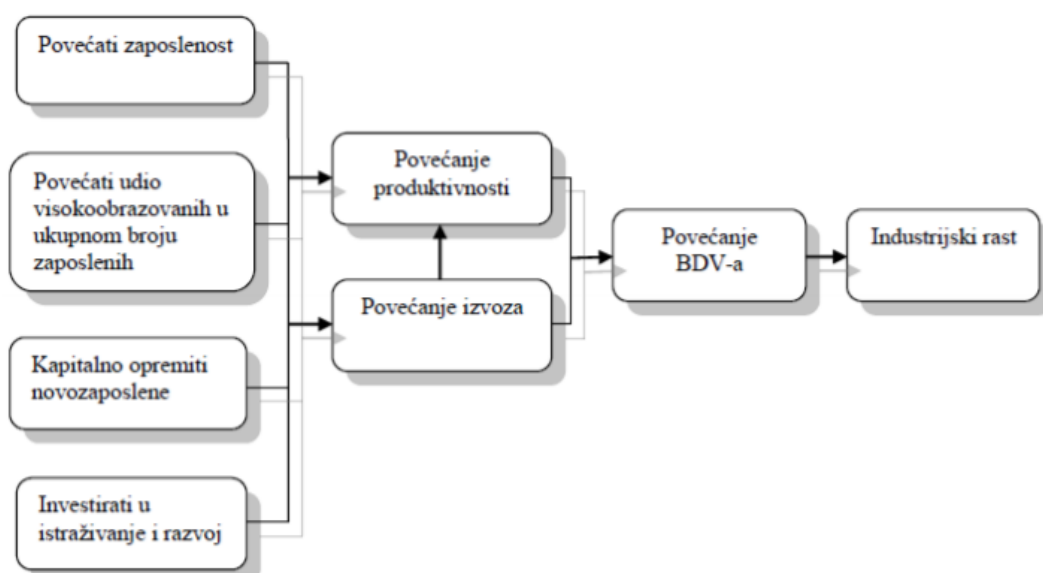 Povećati zaposlenost
Povećati udio
visokoobrazovanih u
ukupnom broju
zaposlenih
Kapitalno opremiti
novozaposlene
Investirati u
istraživanje i razvoj
Povećanje
produktivnosti
Povećanje izvoza
Povećanje
BDV-a
Industrijski rast